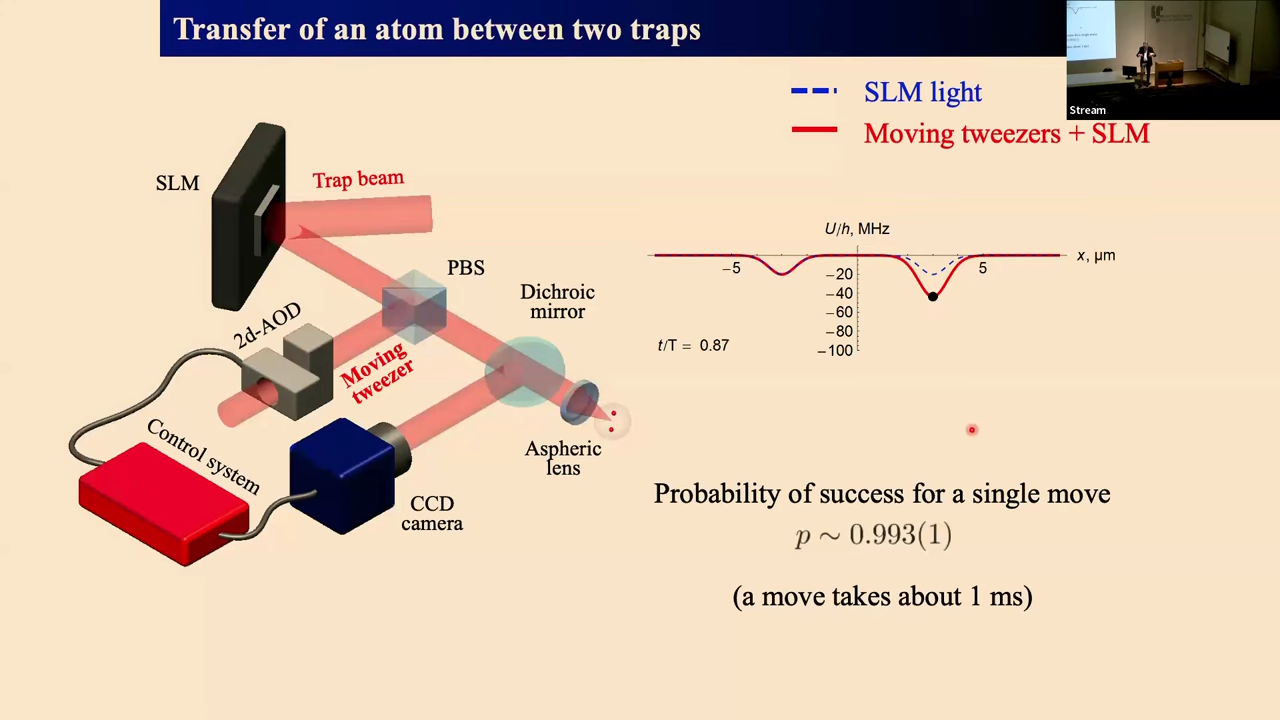 Transfer of an atom between two traps
Stream
SLM light
Moving tweezers + SLM
SLM
Trap beam
PBS
Dichroic
mirror
2d-AOD
Moving
tweezer
Control system
Aspheric
lens
CCD
camera
U/h, MHz
x, µm
−5
5
−20
−40
−60
−80
−100
t/T = 0.87
Probability of success for a single move
p ∼ 0.993(1)
(a move takes about 1 ms)